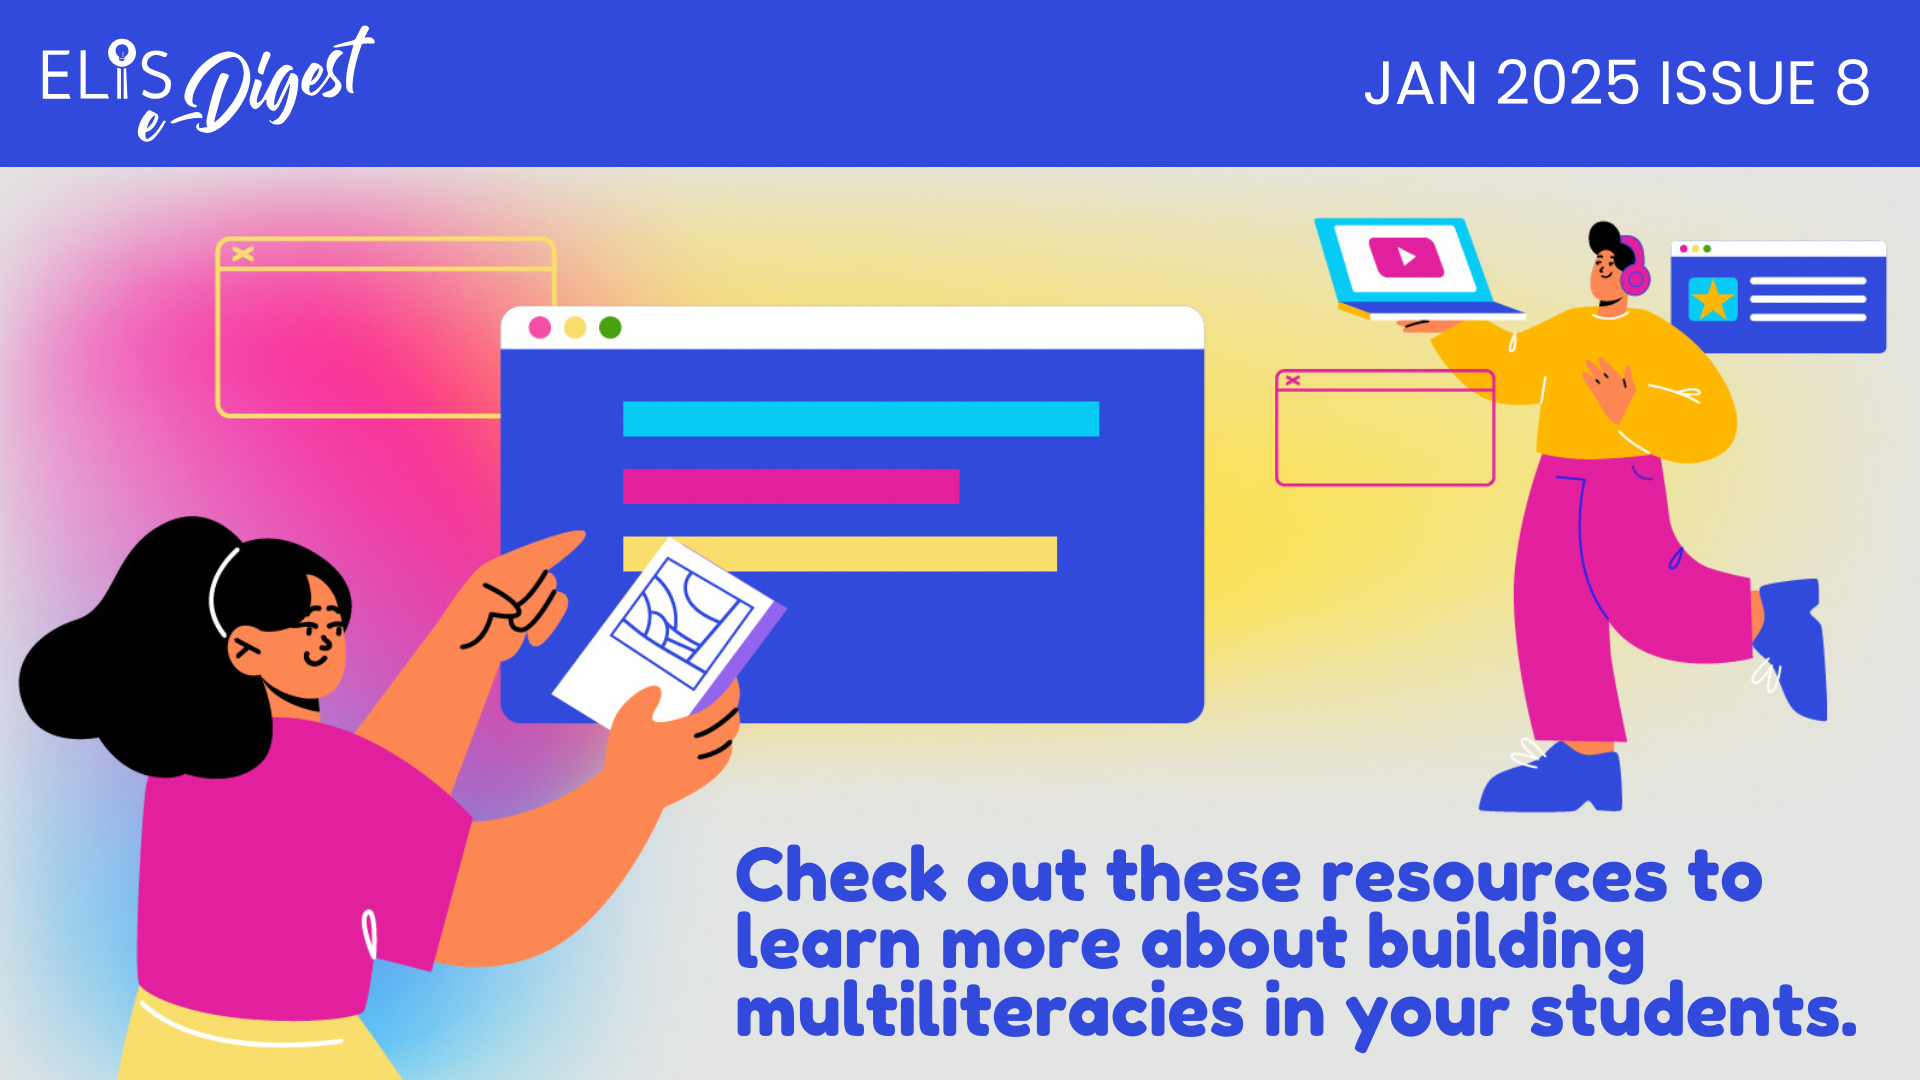 ELIS
e-Digest
JAN 2025 ISSUE 8
Check out these resources to
learn more about building
multiliteracies in your students.